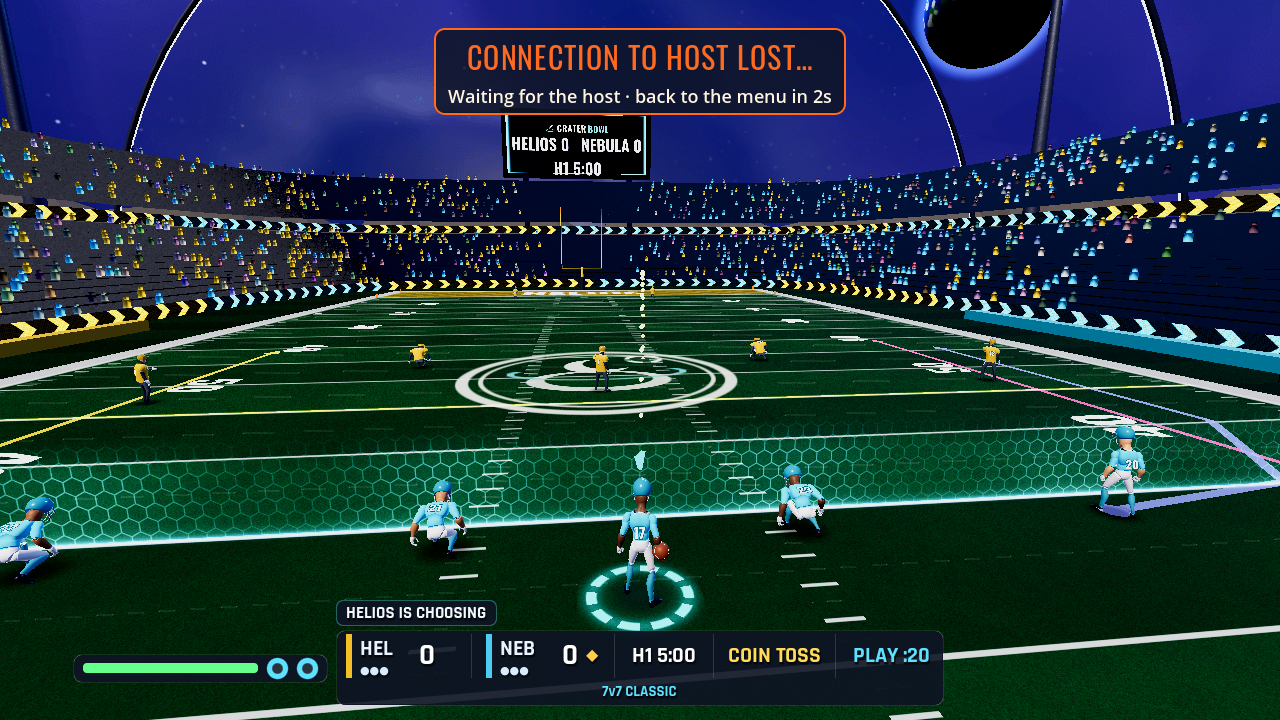 CONNECTION TO HOST LOST...
Waiting for the host · back to the menu in 2s
CRATER BOWL
HELIOS 0 NEBULA 0
H1 5:00
20
17
HELIOS IS CHOOSING
HEL 0 NEB 0 H1 5:00 COIN TOSS PLAY :20
7v7 CLASSIC